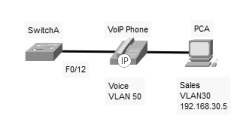 SwitchA
VoIP Phone
PCA
IP
F0/12
Voice
VLAN 50
Sales
VLAN30
192.168.30.5